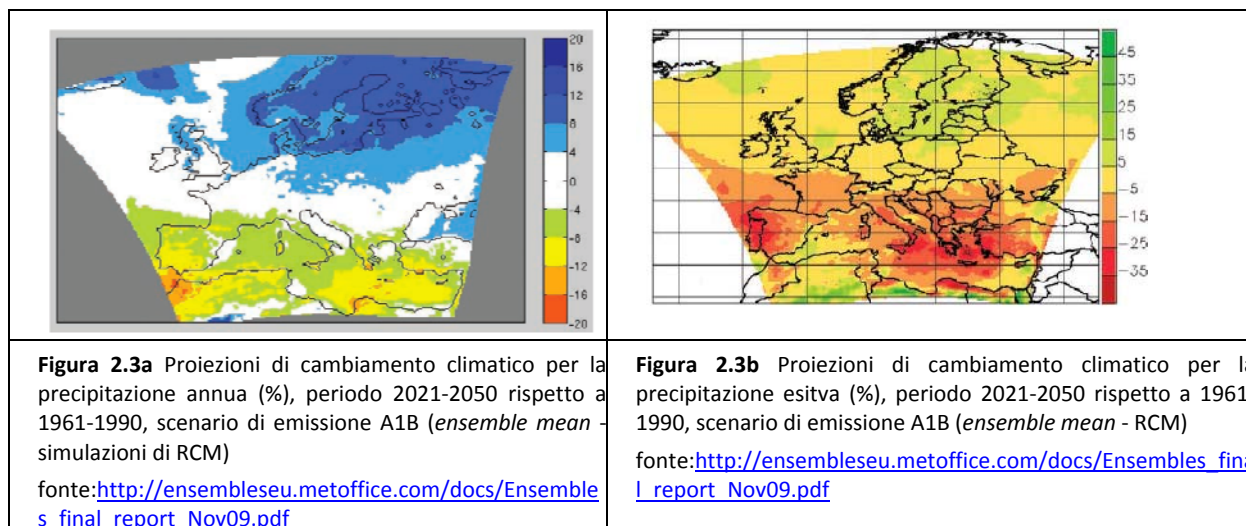 20
16
12
8
4
0
-4
-8
-12
-16
-20
45
35
25
15
5
-5
-15
-25
-35
Figura 2.3a Proiezioni di cambiamento climatico per la
precipitazione annua (%), periodo 2021-2050 rispetto a
1961-1990, scenario di emissione A1B (ensemble mean -
simulazioni di RCM)
fonte:http://ensembleseu.metoffice.com/docs/Ensemble
s_final_report_Nov09.pdf
Figura 2.3b Proiezioni di cambiamento climatico per la
precipitazione esitva (%), periodo 2021-2050 rispetto a 1961
1990, scenario di emissione A1B (ensemble mean - RCM)
fonte:http://ensembleseu.metoffice.com/docs/Ensembles_fina
l_report_Nov09.pdf